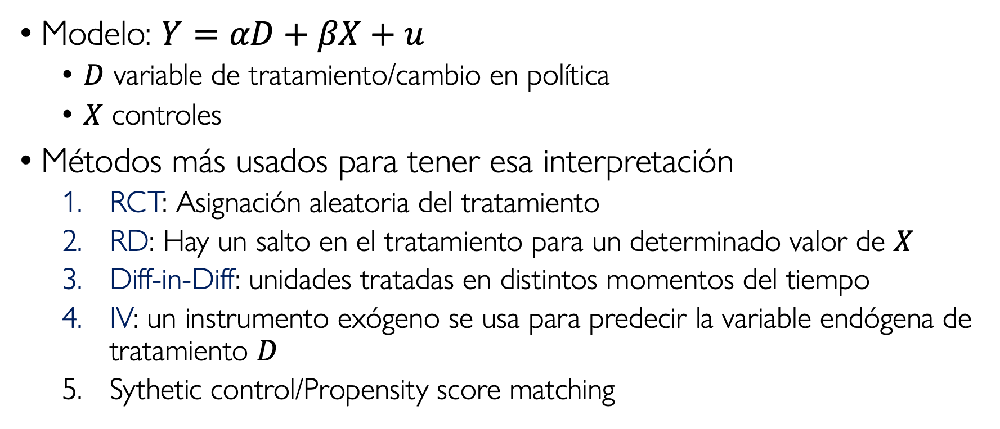 • Modelo: Y = αD + βX + u
• D variable de tratamiento/cambio en política
• X controles
• Métodos más usados para tener esa interpretación
1. RCT: Asignación aleatoria del tratamiento
2. RD: Hay un salto en el tratamiento para un determinado valor de X
3. Diff-in-Diff: unidades tratadas en distintos momentos del tiempo
4. IV: un instrumento exógeno se usa para predecir la variable endógena de
tratamiento D
5. Sythetic control/Propensity score matching